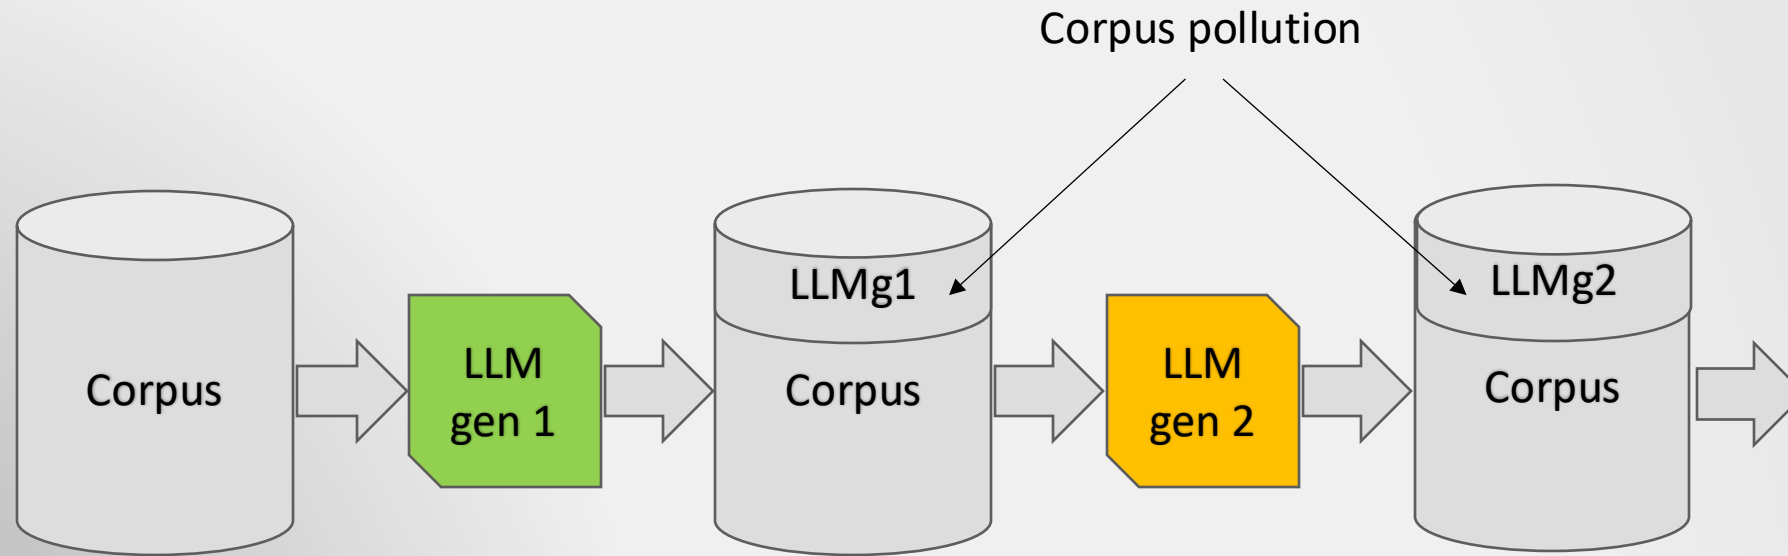 Corpus pollution
Corpus
LLM
gen 1
LLMg1
Corpus
LLM
gen 2
LLMg2
Corpus